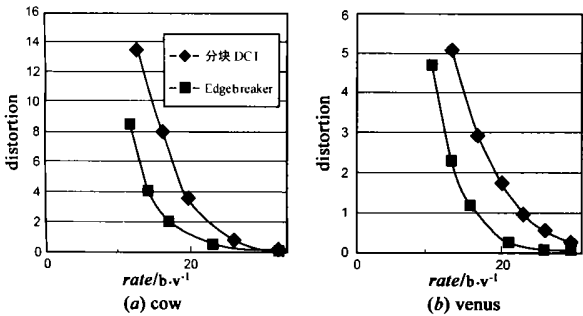 16
14
12
10
8
6
4
2
0
distortion
分块 DCT
Edgebreaker
0
20
rate/b·v⁻¹
(a) cow
6
5
4
3
2
1
0
distortion
0
10
20
rate/b·v⁻¹
(b) venus